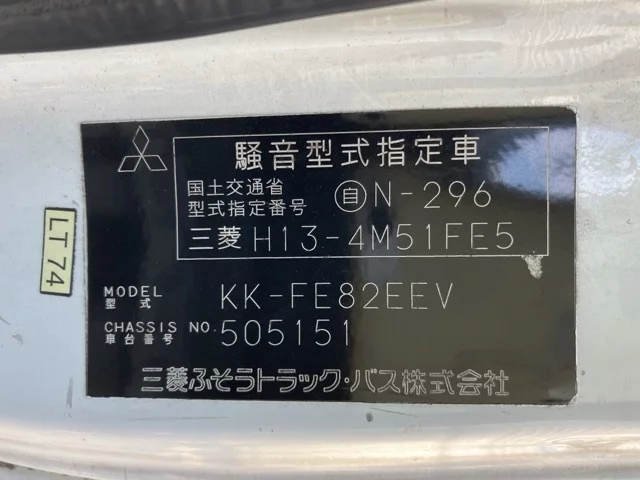 騒音型式指定車
国土交通省
型式指定番号 自N-296
三菱 H13-4M51FE5
MODEL
型式 KK-FE82EEV
CHASSIS NO.
車台番号 505151
三菱ふそうトラック・バス株式会社
LT74